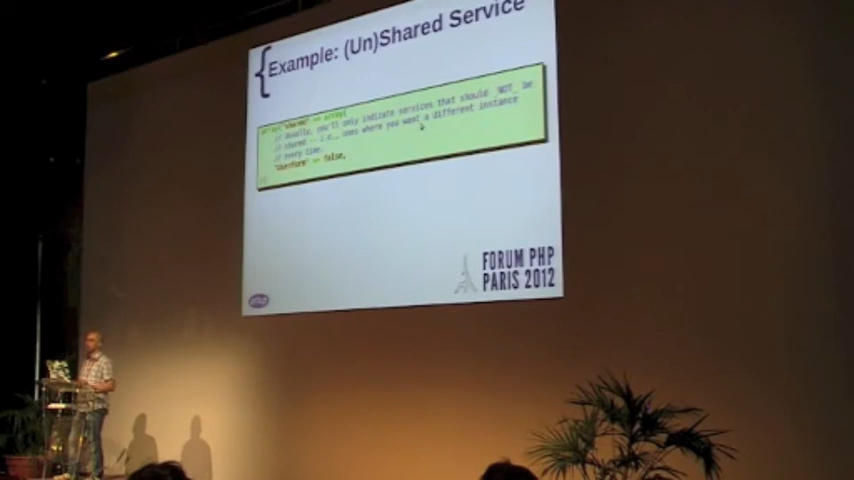 {Example: (Un)Shared Service
array("shared" => array(
// Usually, you'll only indicate services that should _NOT_ be
// shared -- i.e., ones where you want a different instance
// every time.
"UserForm" => false,
FORUM PHP
PARIS 2012